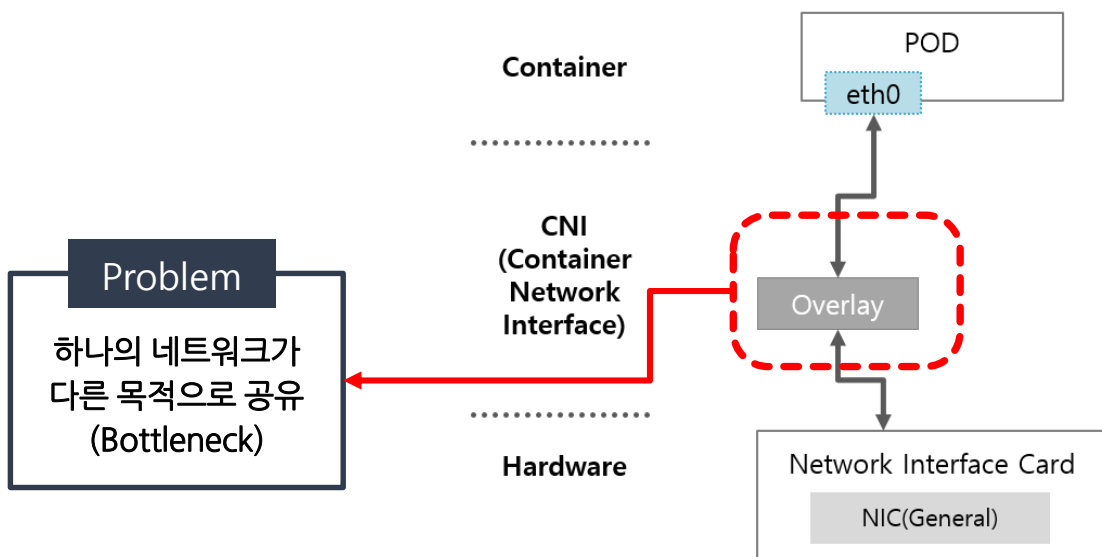 POD
Container
eth0
CNI
(Container
Network
Interface)
Problem
Overlay
하나의 네트워크가
다른 목적으로 공유
(Bottleneck)
Hardware
Network Interface Card
NIC(General)